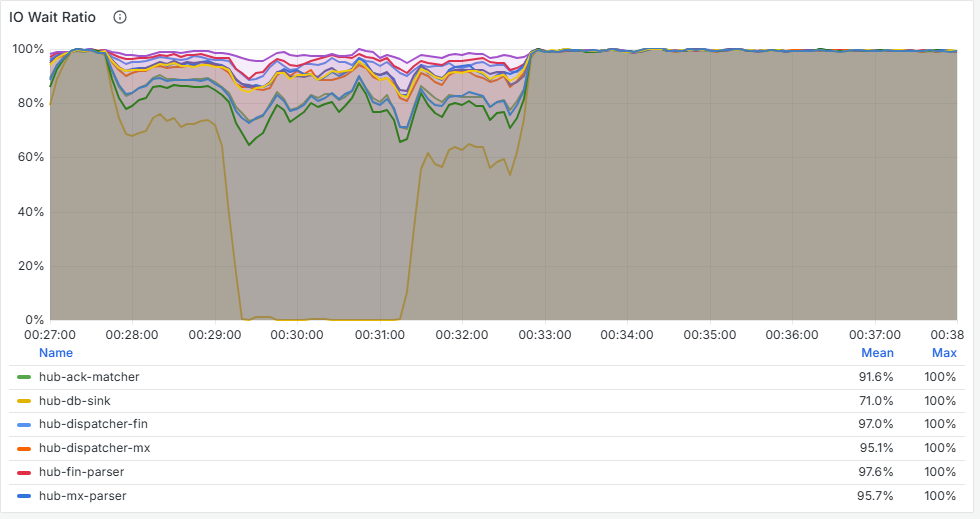 IO Wait Ratio
100%
80%
60%
40%
20%
0%
00:27:00 00:28:00 00:29:00 00:30:00 00:31:00 00:32:00 00:33:00 00:34:00 00:35:00 00:36:00 00:37:00 00:38
Name Mean Max
hub-ack-matcher 91.6% 100%
hub-db-sink 71.0% 100%
hub-dispatcher-fin 97.0% 100%
hub-dispatcher-mx 95.1% 100%
hub-fin-parser 97.6% 100%
hub-mx-parser 95.7% 100%